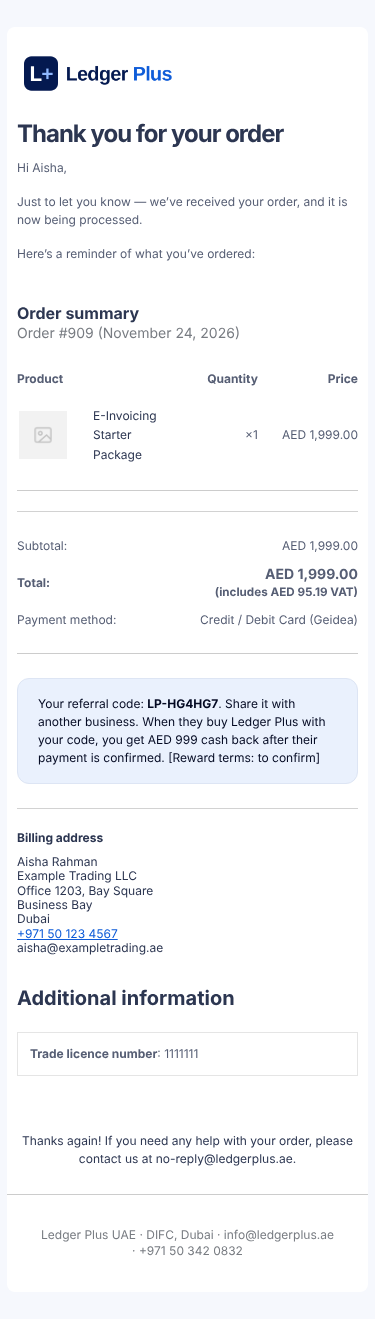 L+ Ledger Plus
Thank you for your order
Hi Aisha,
Just to let you know — we’ve received your order, and it is
now being processed.
Here’s a reminder of what you’ve ordered:
Order summary
Order #909 (November 24, 2026)
Product Quantity Price
E-Invoicing
Starter
Package
×1 AED 1,999.00
Subtotal: AED 1,999.00
Total: AED 1,999.00
(includes AED 95.19 VAT)
Payment method: Credit / Debit Card (Geidea)
Your referral code: LP-HG4HG7. Share it with
another business. When they buy Ledger Plus with
your code, you get AED 999 cash back after their
payment is confirmed. [Reward terms: to confirm]
Billing address
Aisha Rahman
Example Trading LLC
Office 1203, Bay Square
Business Bay
Dubai
+971 50 123 4567
aisha@exampletrading.ae
Additional information
Trade licence number: 1111111
Thanks again! If you need any help with your order, please
contact us at no-reply@ledgerplus.ae.
Ledger Plus UAE · DIFC, Dubai · info@ledgerplus.ae
· +971 50 342 0832